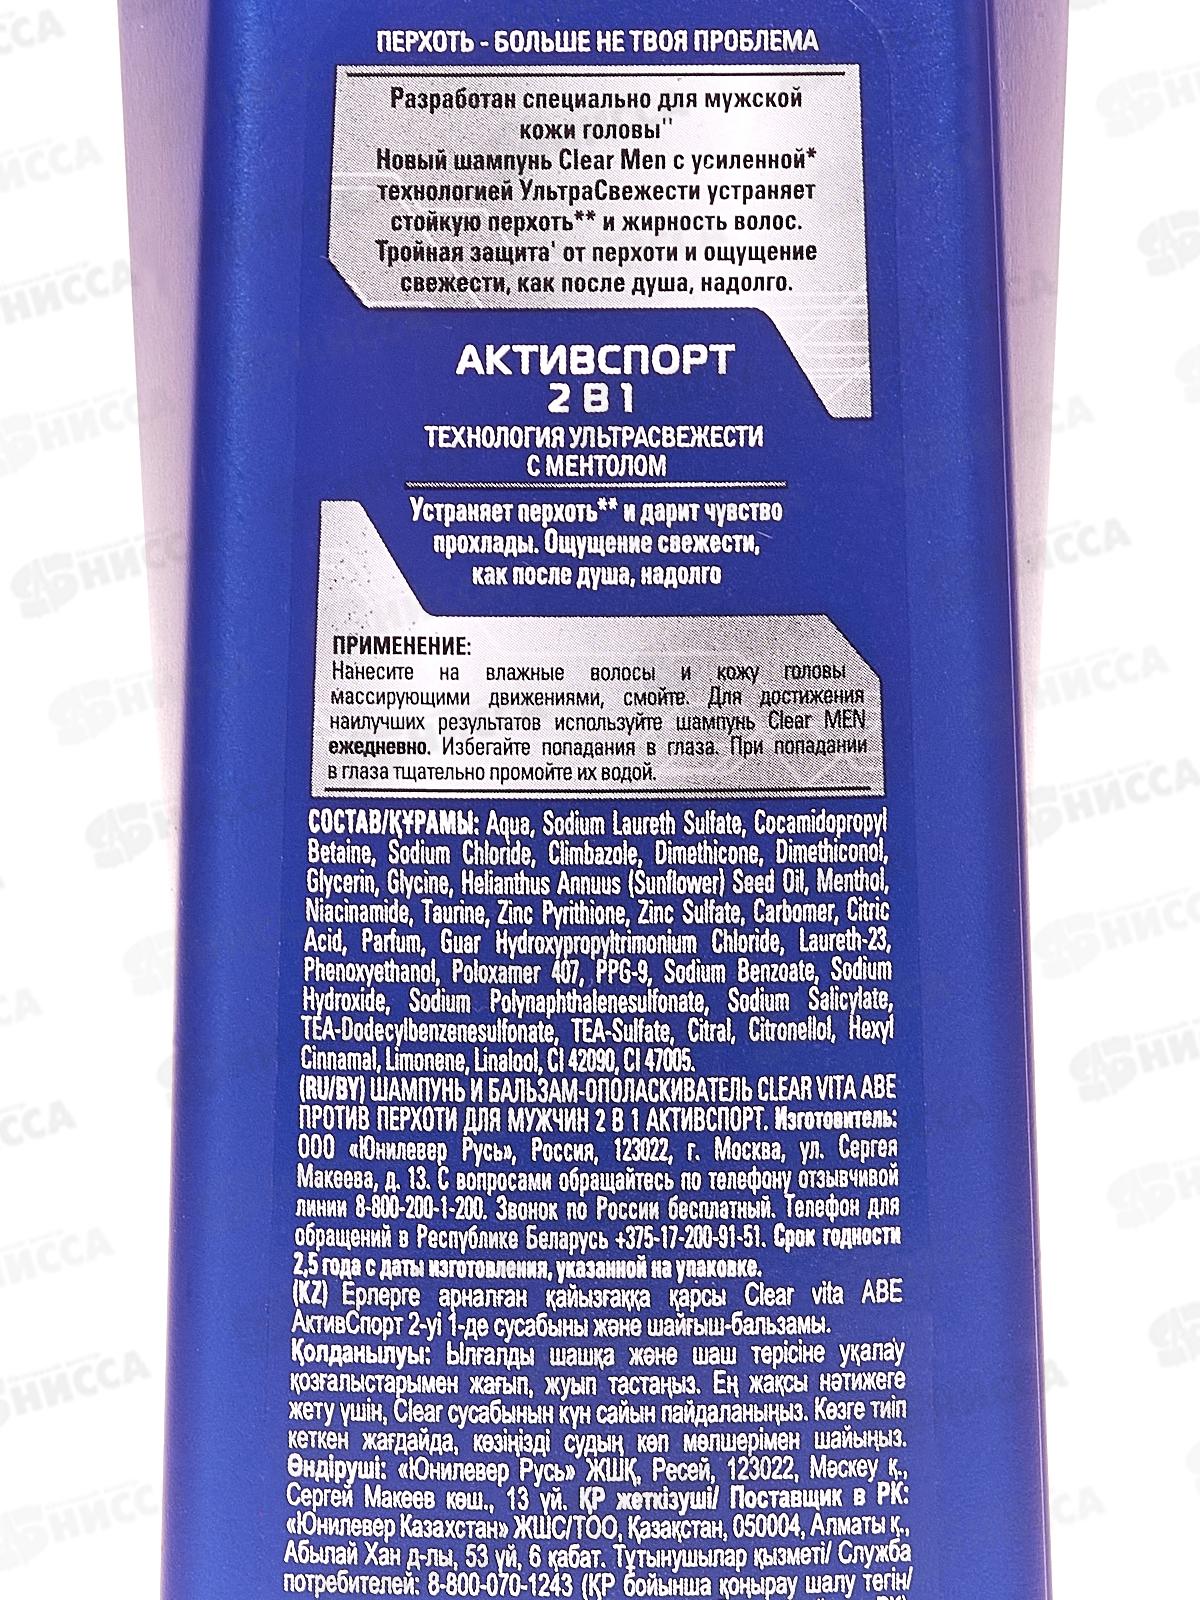 ПЕРХОТЬ - БОЛЬШЕ НЕ ТВОЯ ПРОБЛЕМА
Разработан специально для мужской
кожи головы"
Новый шампунь Clear Men с усиленной*
технологией УльтраСвежести устраняет
стойкую перхоть** и жирность волос.
Тройная защита' от перхоти и ощущение
свежести, как после душа, надолго.
АКТИВСПОРТ
2 В 1
ТЕХНОЛОГИЯ УЛЬТРАСВЕЖЕСТИ
С МЕНТОЛОМ
Устраняет перхоть** и дарит чувство
прохлады. Ощущение свежести,
как после душа, надолго
ПРИМЕНЕНИЕ:
Нанесите на влажные волосы и кожу головы
массирующими движениями, смойте. Для достижения
наилучших результатов используйте шампунь Clear MEN
ежедневно. Избегайте попадания в глаза. При попадании
в глаза тщательно промойте их водой.
СОСТАВ/ҚҰРАМЫ: Aqua, Sodium Laureth Sulfate, Cocamidopropyl
Betaine, Sodium Chloride, Climbazole, Dimethicone, Dimethiconol,
Glycerin, Glycine, Helianthus Annuus (Sunflower) Seed Oil, Menthol,
Niacinamide, Taurine, Zinc Pyrithione, Zinc Sulfate, Carbomer, Citric
Acid, Parfum, Guar Hydroxypropyltrimonium Chloride, Laureth-23,
Phenoxyethanol, Poloxamer 407, PPG-9, Sodium Benzoate, Sodium
Hydroxide, Sodium Polynaphthalenesulfonate, Sodium Salicylate,
TEA-Dodecylbenzenesulfonate, TEA-Sulfate, Citral, Citronellol, Hexyl
Cinnamal, Limonene, Linalool, CI 42090, CI 47005.
(RU/BY) ШАМПУНЬ И БАЛЬЗАМ-ОПОЛАСКИВАТЕЛЬ CLEAR VITA ABE
ПРОТИВ ПЕРХОТИ ДЛЯ МУЖЧИН 2 В 1 АКТИВСПОРТ. Изготовитель:
ООО «Юнилевер Русь», Россия, 123022, г. Москва, ул. Сергея
Макеева, д. 13. С вопросами обращайтесь по телефону отзывчивой
линии 8-800-200-1-200. Звонок по России бесплатный. Телефон для
обращений в Республике Беларусь +375-17-200-91-51. Срок годности
2,5 года с даты изготовления, указанной на упаковке.
(KZ) Ерлерге арналған қайызғаққа қарсы Clear vita ABE
АктивСпорт 2-уі 1-де сусабыны және шайғыш-бальзамы.
Қолданылуы: Ылғалды шашқа және шаш терісіне уқалау
қозғалыстарымен жағып, жуып тастаңыз. Ең жақсы нәтижеге
жету үшін, Clear сусабынын күн сайын пайдаланыңыз. Көзге тиіп
кеткен жағдайда, көзіңізді судың көп мөлшерімен шайыңыз.
Өндіруші: «Юнилевер Русь» ЖШҚ, Ресей, 123022, Мәскеу қ.,
Сергей Макеев көш., 13 үй. ҚР жеткізуші/ Поставщик в РК:
«Юнилевер Казахстан» ЖШС/ТОО, Қазақстан, 050004, Алматы қ.,
Абылай Хан д-лы, 53 үй, 6 қабат. Тұтынушылар қызметі/ Служба
потребителей: 8-800-070-1243 (ҚР бойынша қоңырау шалу тегін/